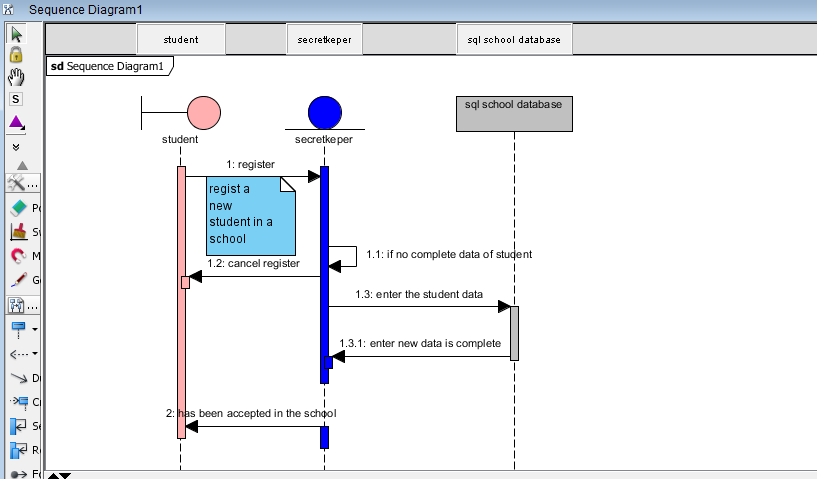 Sequence Diagram1
student
secretkeper
sql school database
sd Sequence Diagram1
S
sql school database
student
secretkeper
1: register
regist a
new
student in a
school
1.1: if no complete data of student
1.2: cancel register
1.3: enter the student data
1.3.1: enter new data is complete
2: has been accepted in the school
...
...